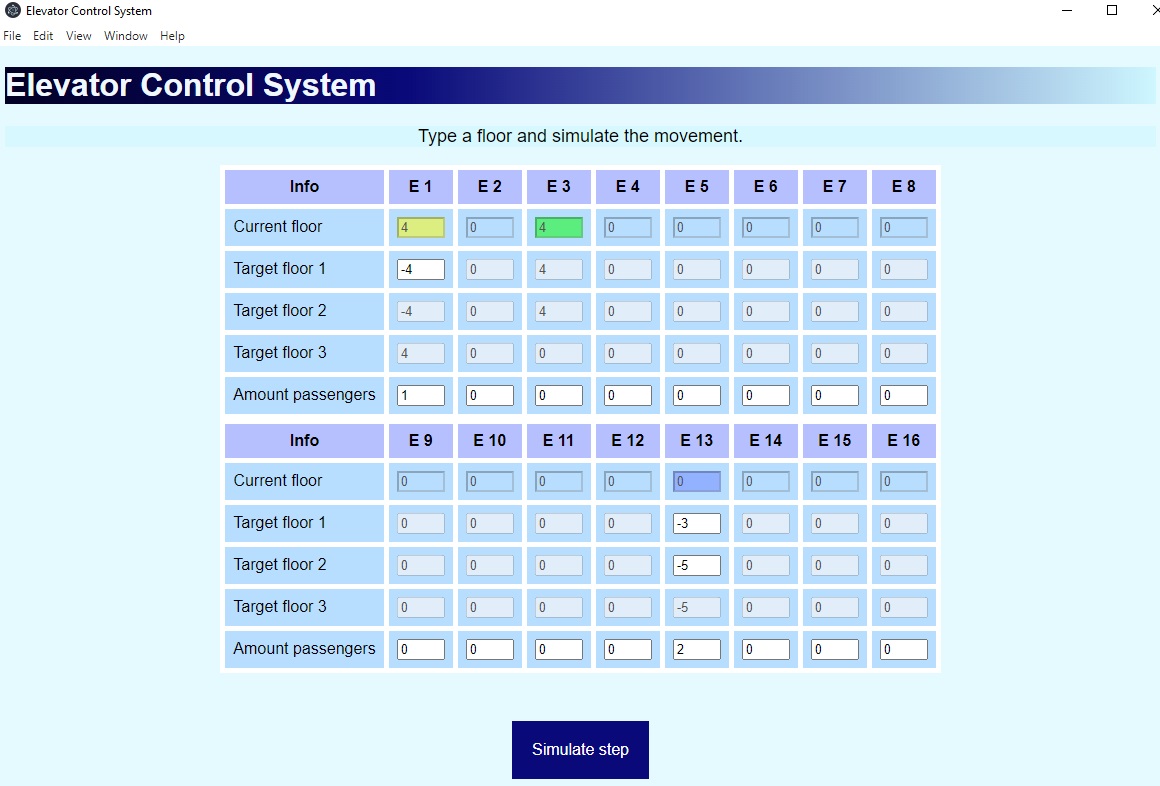 Elevator Control System
File Edit View Window Help
Elevator Control System
Type a floor and simulate the movement.
Info E 1 E 2 E 3 E 4 E 5 E 6 E 7 E 8
Current floor 4 0 4 0 0 0 0 0
Target floor 1 -4 0 4 0 0 0 0 0
Target floor 2 -4 0 4 0 0 0 0 0
Target floor 3 4 0 0 0 0 0 0 0
Amount passengers 1 0 0 0 0 0 0 0
Info E 9 E 10 E 11 E 12 E 13 E 14 E 15 E 16
Current floor 0 0 0 0 0 0 0 0
Target floor 1 0 0 0 0 -3 0 0 0
Target floor 2 0 0 0 0 -5 0 0 0
Target floor 3 0 0 0 0 -5 0 0 0
Amount passengers 0 0 0 0 2 0 0 0
Simulate step